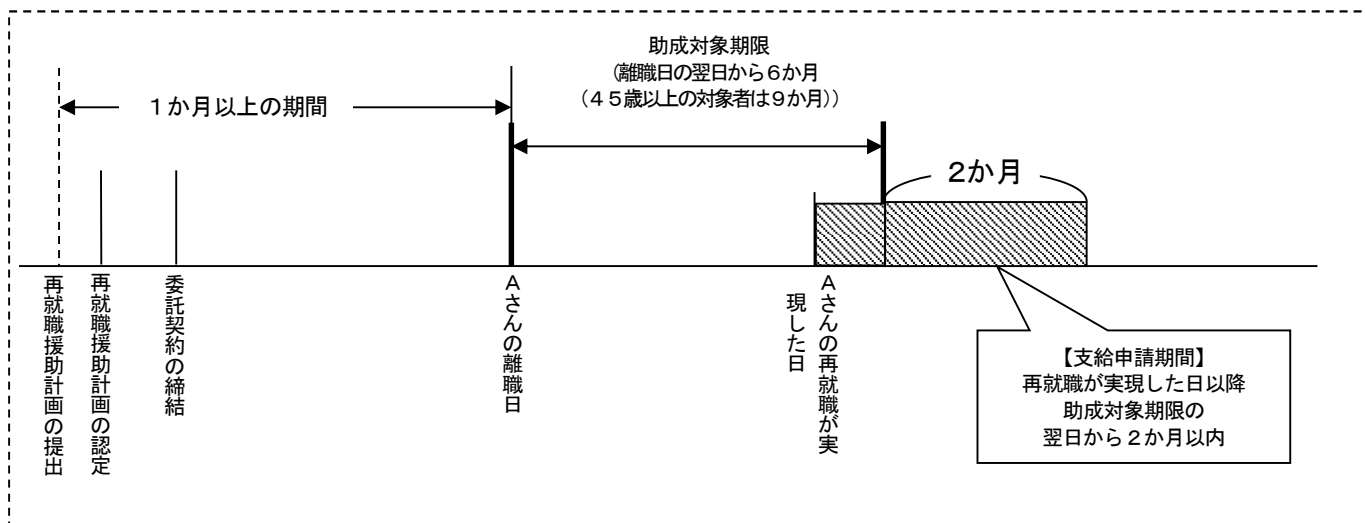 助成対象期限
（離職日の翌日から６か月
（４５歳以上の対象者は９か月））
１か月以上の期間
２か月
再就職援助計画の提出
再就職援助計画の認定
委託契約の締結
Ａさんの離職日
Ａさんの再就職が実
現した日
【支給申請期間】
再就職が実現した日以降
助成対象期限の
翌日から２か月以内